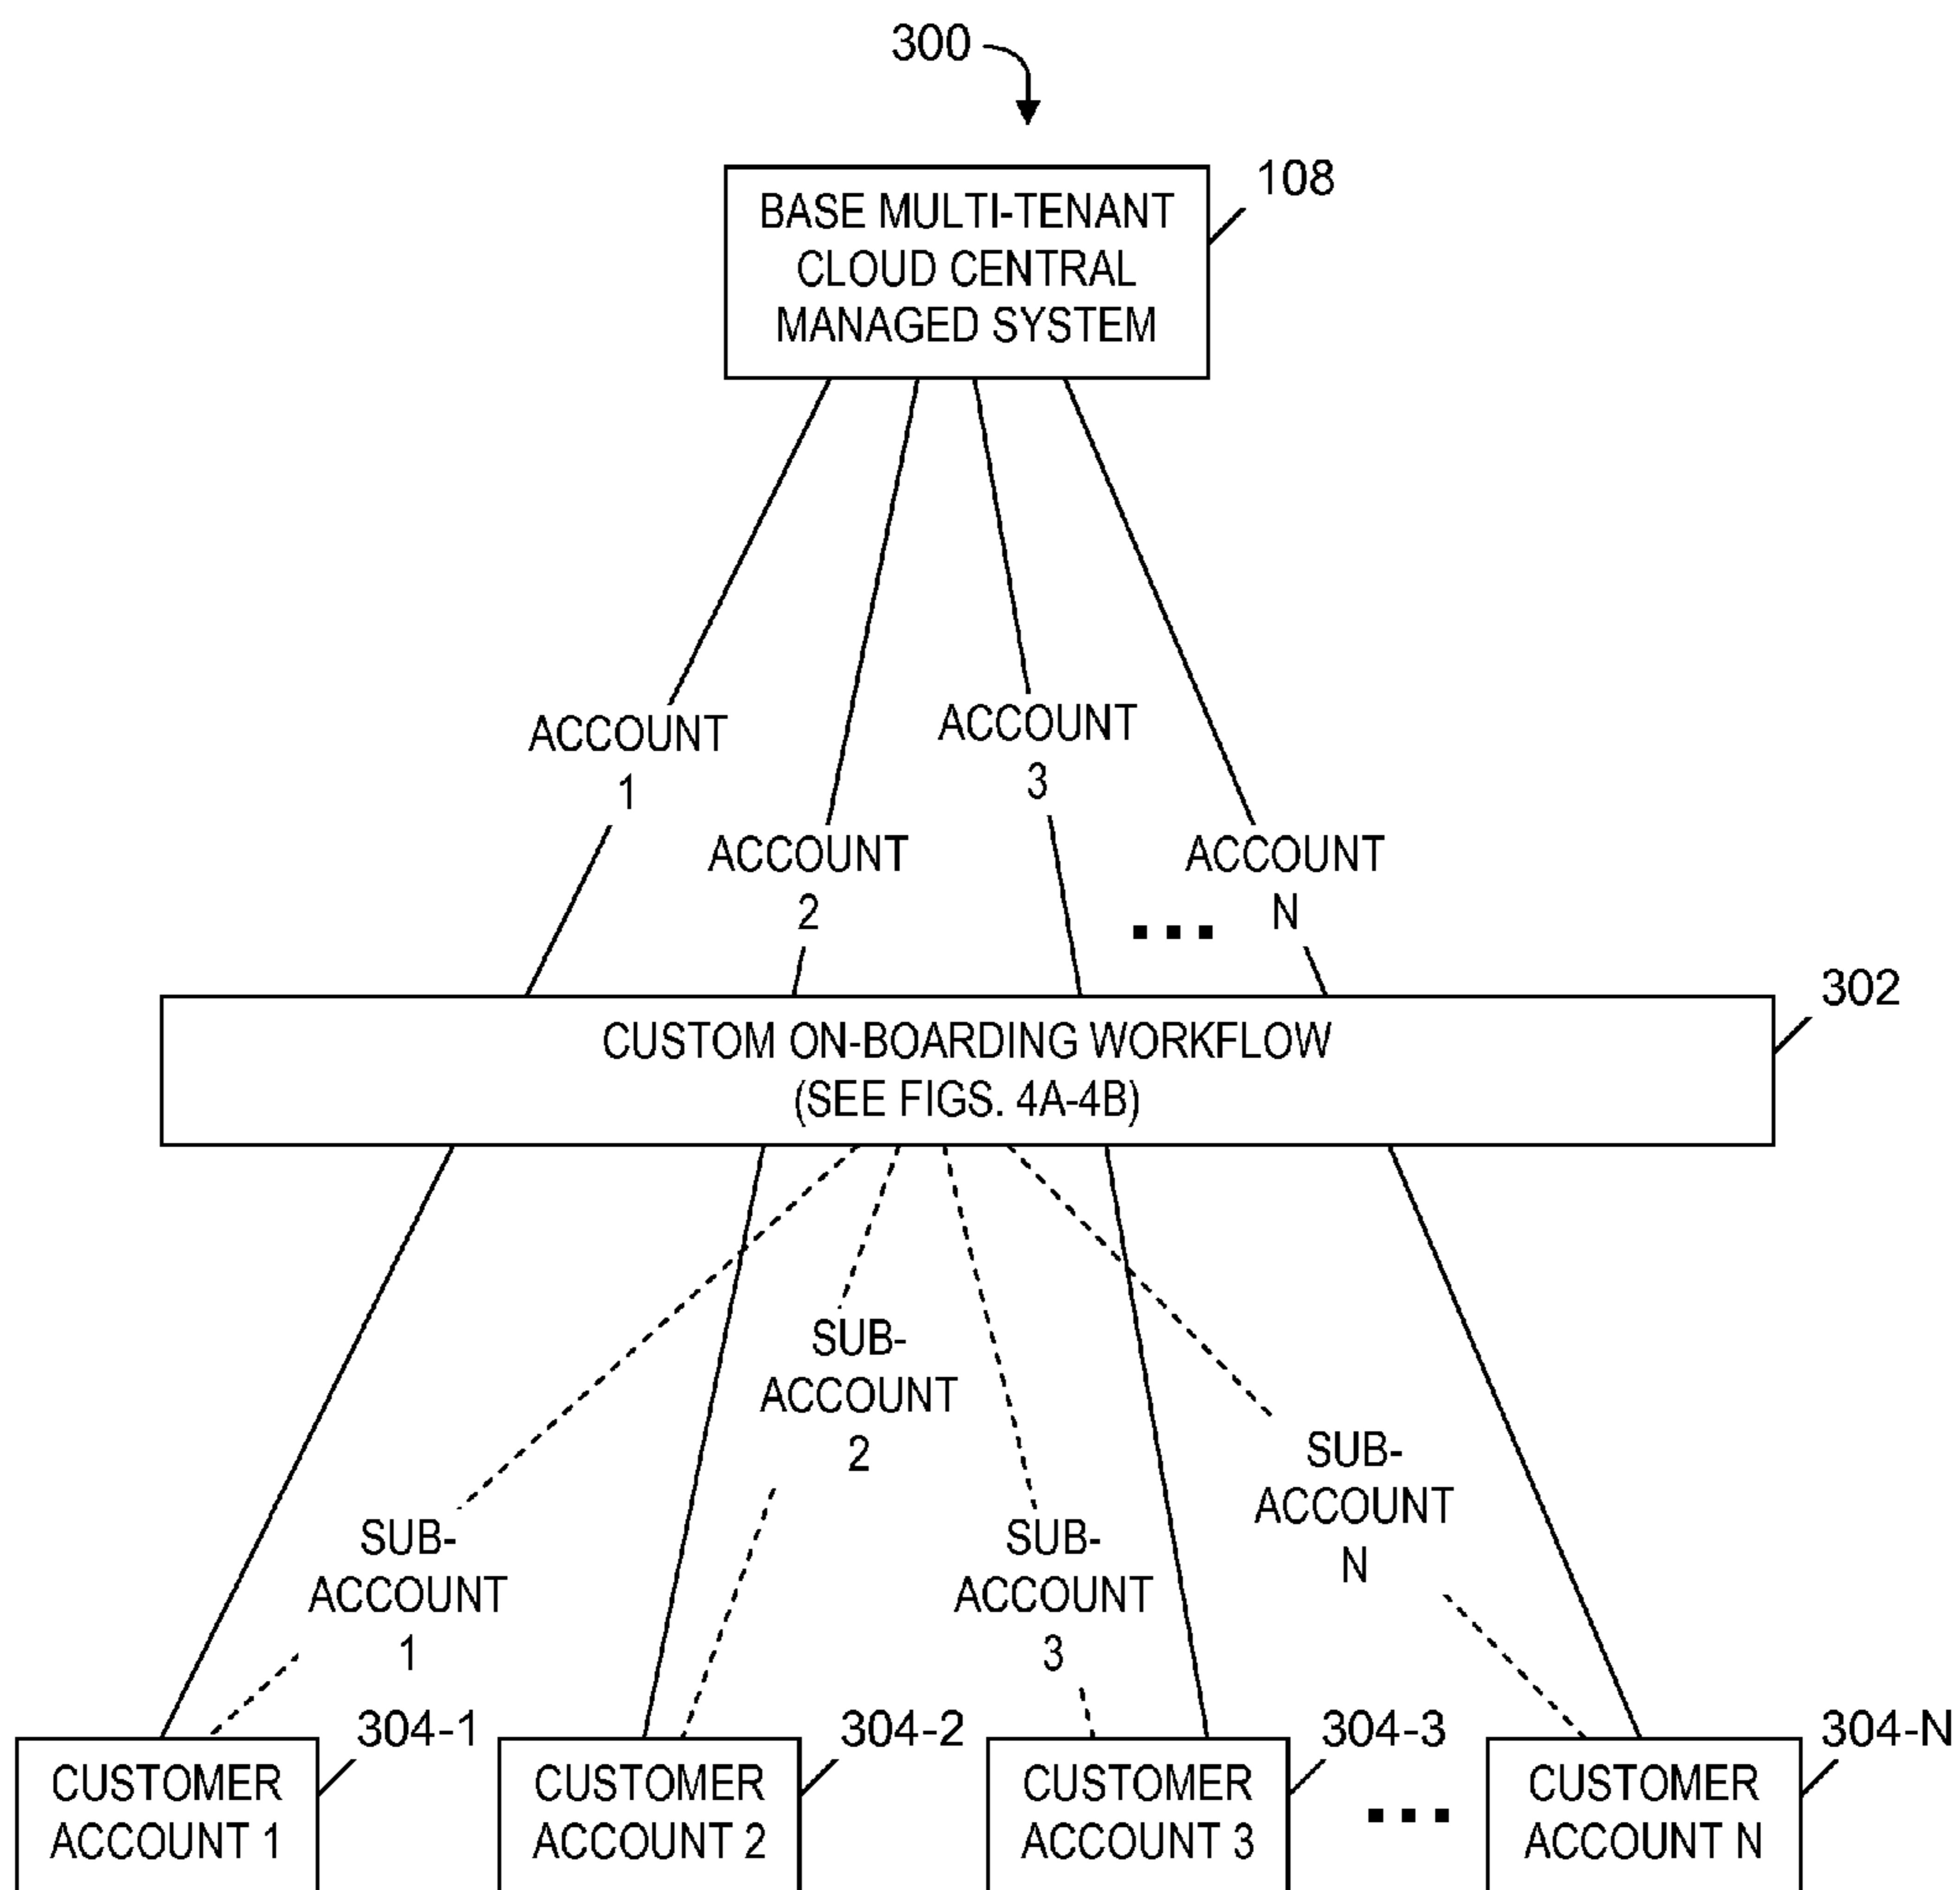 300
108
BASE MULTI-TENANT
CLOUD CENTRAL
MANAGED SYSTEM
ACCOUNT
1
ACCOUNT
2
ACCOUNT
3
ACCOUNT
N
302
CUSTOM ON-BOARDING WORKFLOW
(SEE FIGS. 4A-4B)
SUB-
ACCOUNT
1
SUB-
ACCOUNT
2
SUB-
ACCOUNT
3
SUB-
ACCOUNT
N
304-1
CUSTOMER
ACCOUNT 1
304-2
CUSTOMER
ACCOUNT 2
304-3
CUSTOMER
ACCOUNT 3
304-N
CUSTOMER
ACCOUNT N